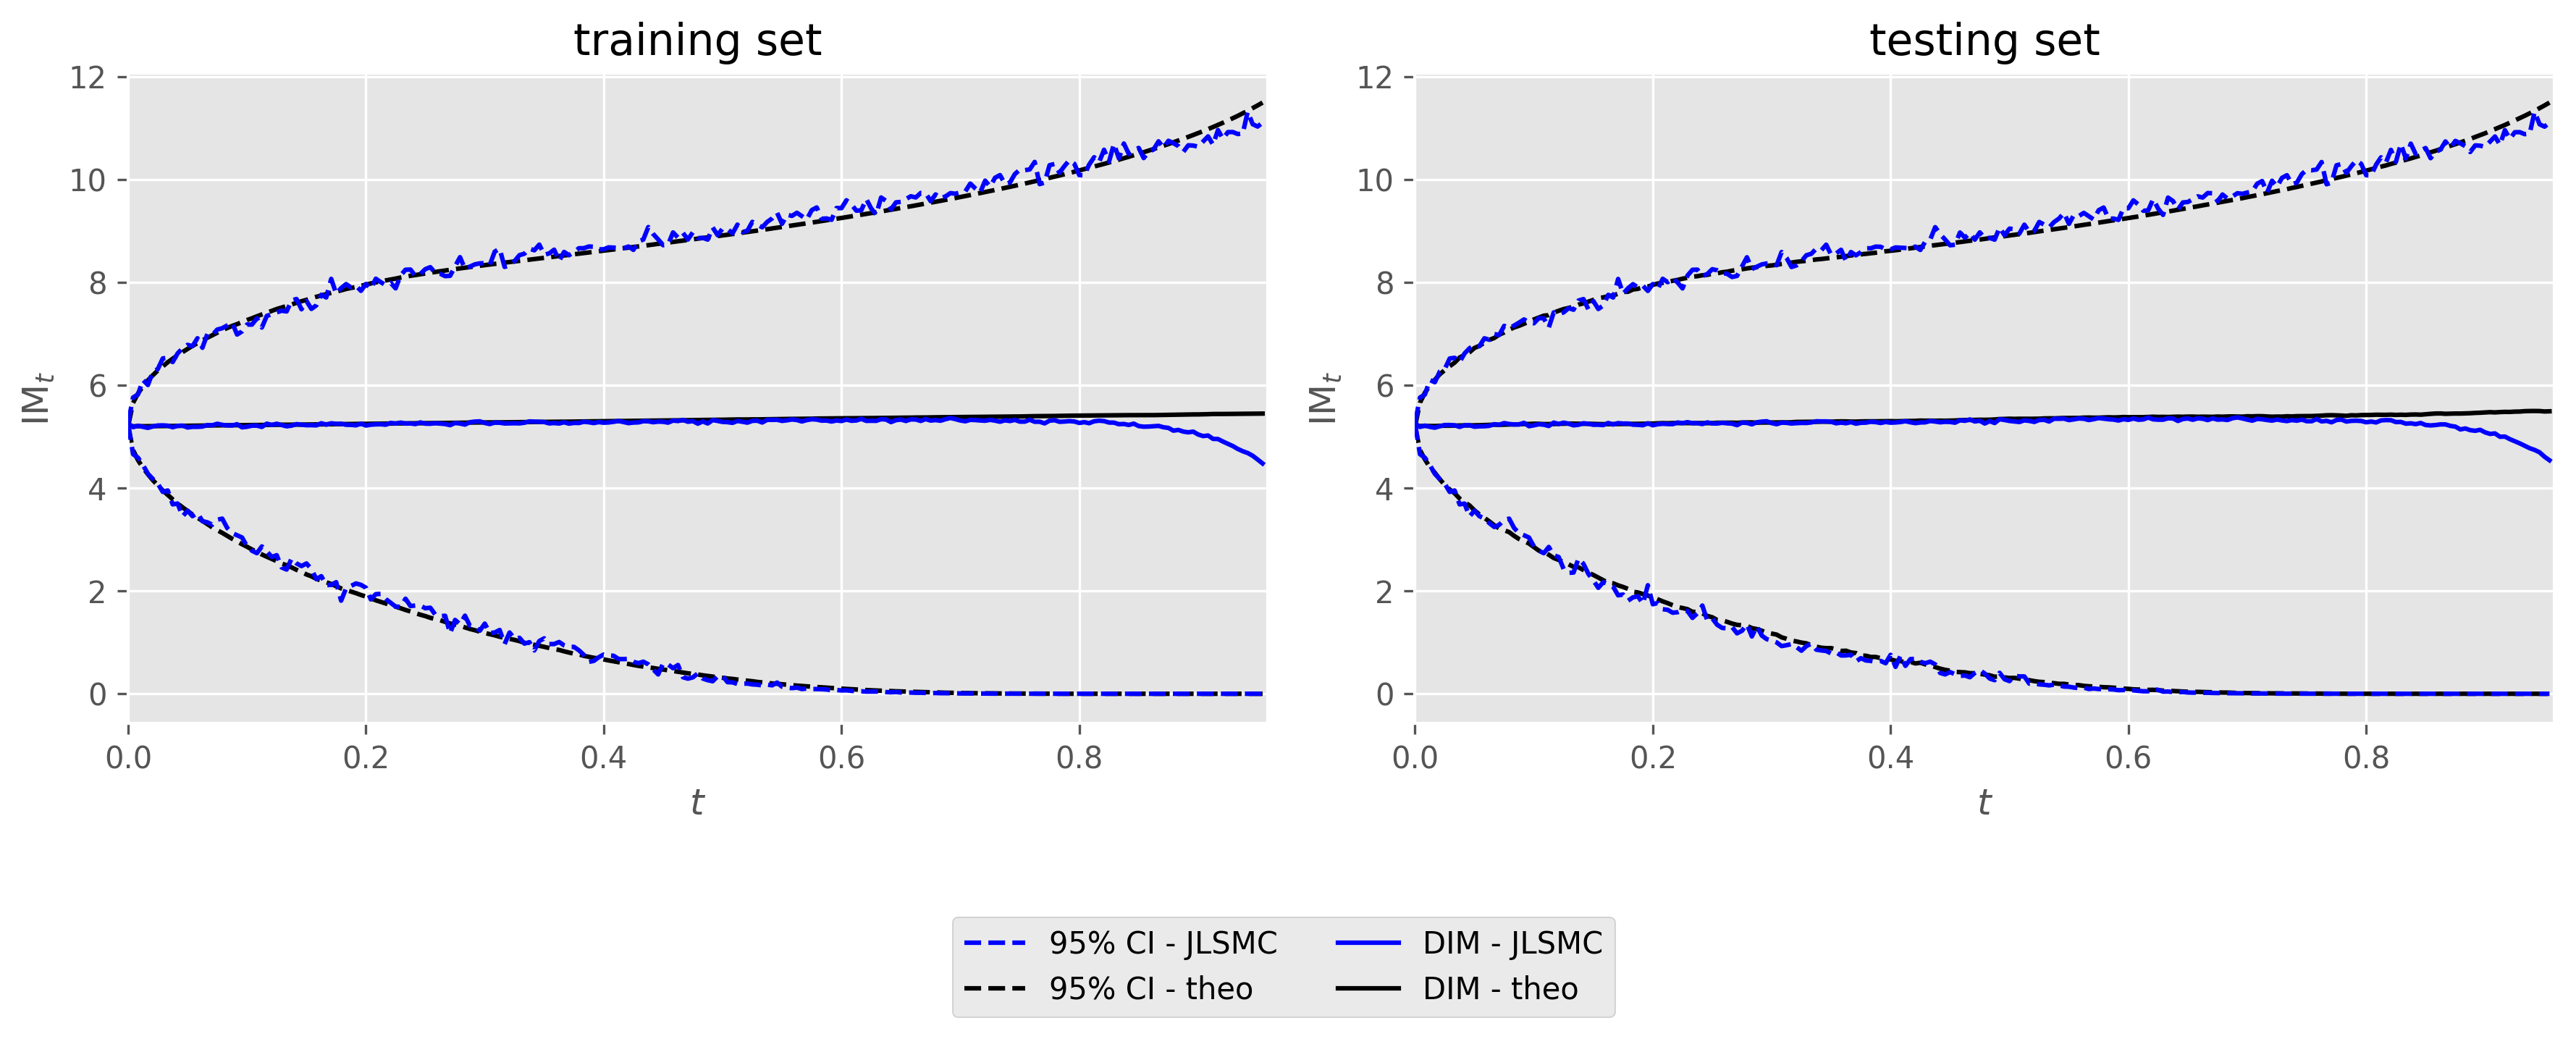 training set
testing set
12
10
8
6
4
2
0
IM_t
0.0 0.2 0.4 0.6 0.8
t
12
10
8
6
4
2
0
IM_t
0.0 0.2 0.4 0.6 0.8
t
95% CI - JLSMC
95% CI - theo
DIM - JLSMC
DIM - theo